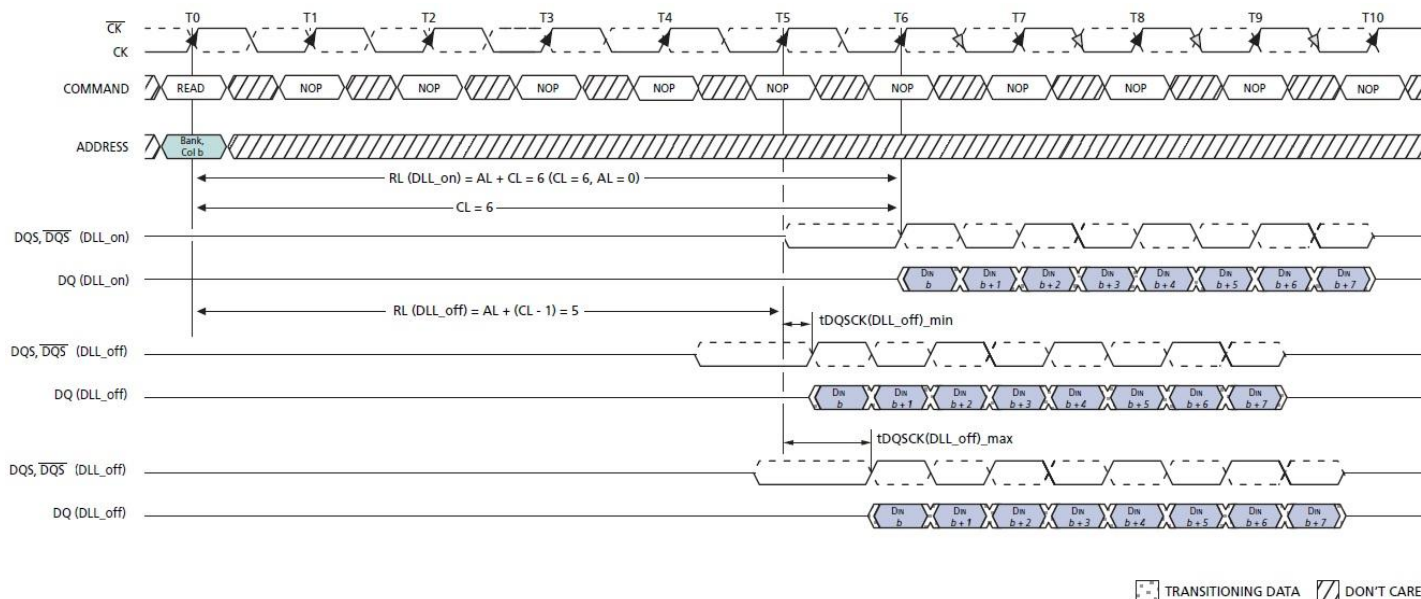 T0 T1 T2 T3 T4 T5 T6 T7 T8 T9 T10
CK
CK
COMMAND READ NOP NOP NOP NOP NOP NOP NOP NOP NOP NOP
ADDRESS Bank, Col b
RL (DLL_on) = AL + CL = 6 (CL = 6, AL = 0)
CL = 6
DQS, DQS (DLL_on)
DQ (DLL_on) DIN b DIN b + 1 DIN b + 2 DIN b + 3 DIN b + 4 DIN b + 5 DIN b + 6 DIN b + 7
RL (DLL_off) = AL + (CL - 1) = 5
tDQSCK(DLL_off)_min
DQS, DQS (DLL_off)
DQ (DLL_off) DIN b DIN b + 1 DIN b + 2 DIN b + 3 DIN b + 4 DIN b + 5 DIN b + 6 DIN b + 7
tDQSCK(DLL_off)_max
DQS, DQS (DLL_off)
DQ (DLL_off) DIN b DIN b + 1 DIN b + 2 DIN b + 3 DIN b + 4 DIN b + 5 DIN b + 6 DIN b + 7
TRANSITIONING DATA DON'T CARE